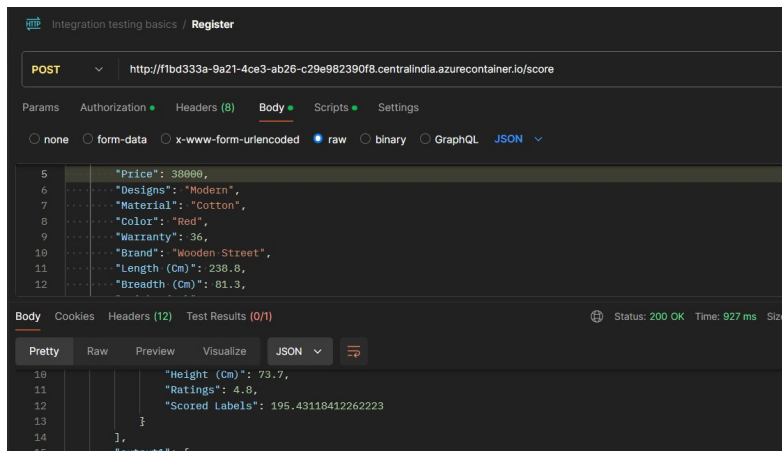 HTTP Integration testing basics / Register
POST http://f1bd333a-9a21-4ce3-ab26-c29e982390f8.centralindia.azurecontainer.io/score
Params Authorization Headers (8) Body Scripts Settings
none form-data x-www-form-urlencoded raw binary GraphQL JSON
5 "Price": 38000,
6 "Designs": "Modern",
7 "Material": "Cotton",
8 "Color": "Red",
9 "Warranty": 36,
10 "Brand": "Wooden Street",
11 "Length (Cm)": 238.8,
12 "Breadth (Cm)": 81.3,
Body Cookies Headers (12) Test Results (0/1) Status: 200 OK Time: 927 ms Siz
Pretty Raw Preview Visualize JSON
10 "Height (Cm)": 73.7,
11 "Ratings": 4.8,
12 "Scored Labels": 195.43118412262223
13 }
14 ],